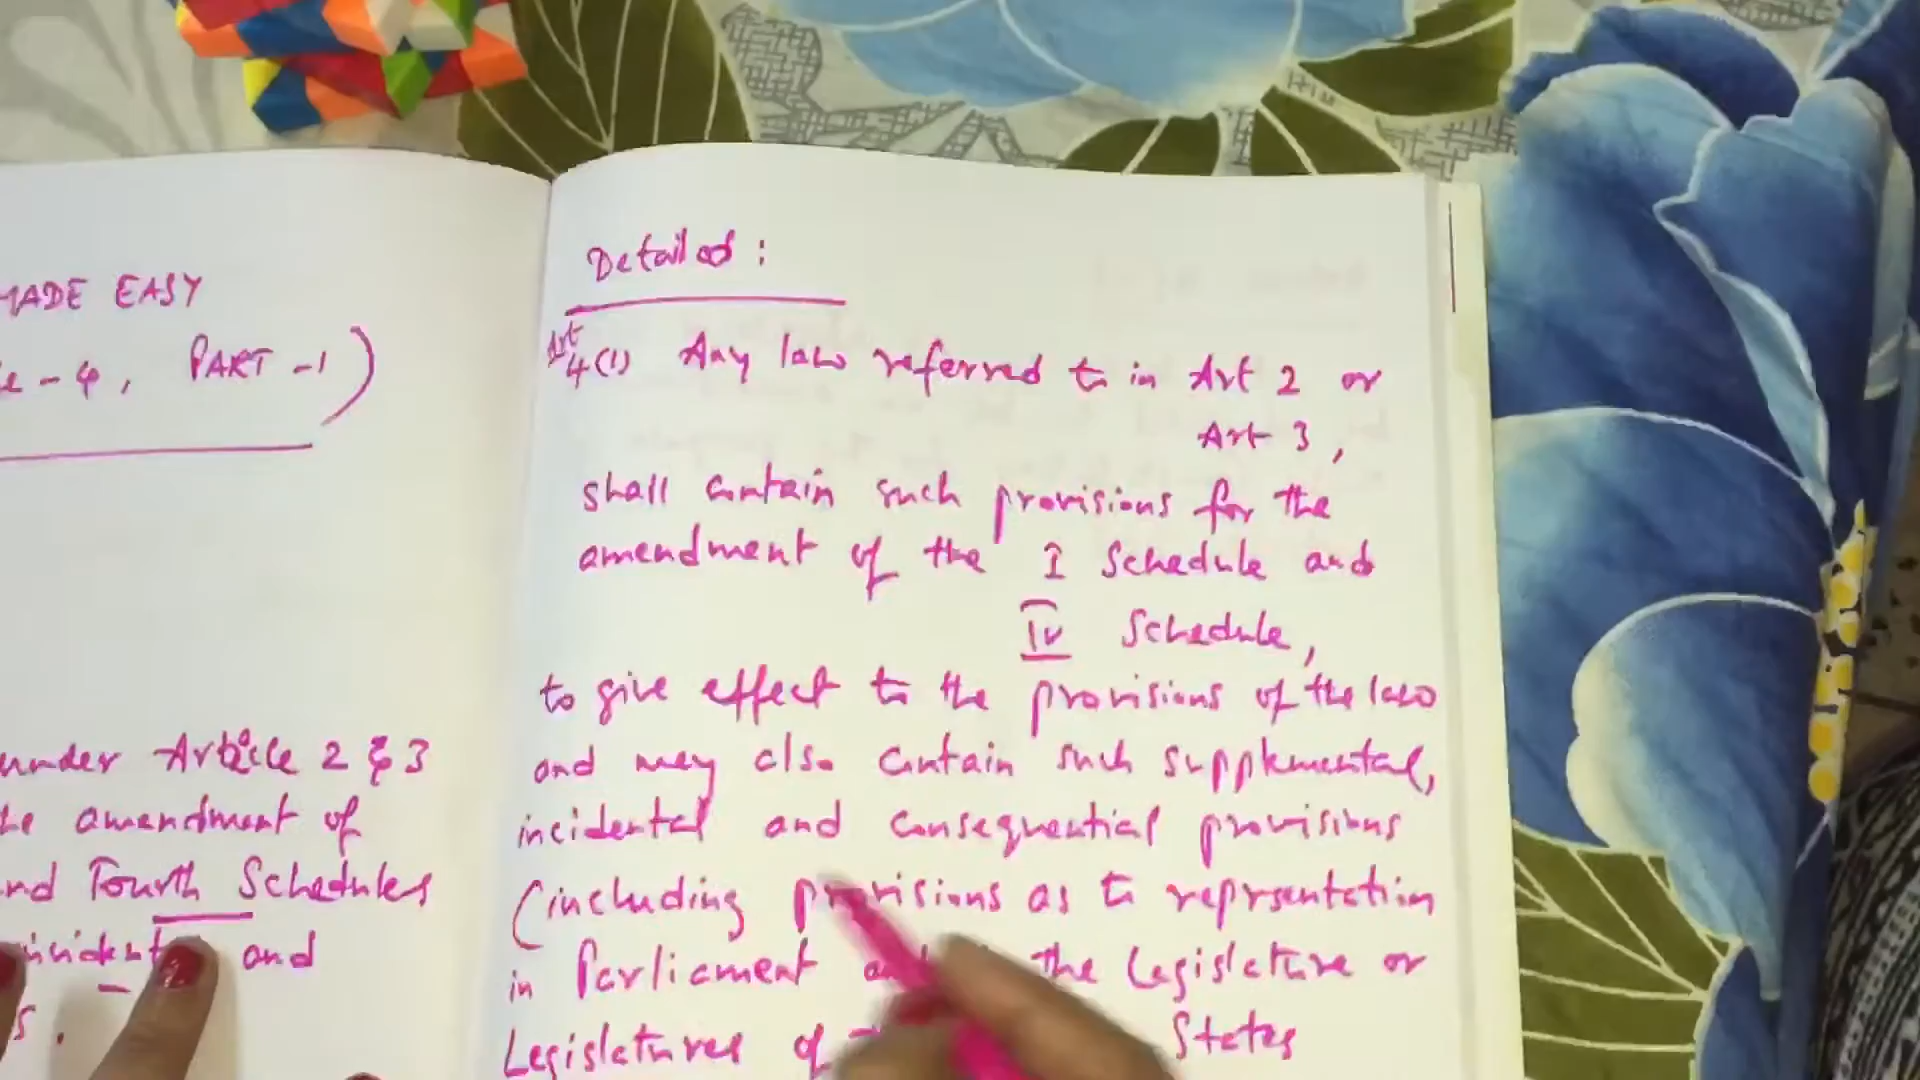 MADE EASY
- 4, PART -1)
under Article 2 & 3
amendment of
nd Fourth Schedules
and
s.
Detailed :
Art 4(1) Any law referred to in Art 2 or
Art 3,
shall contain such provisions for the
amendment of the I Schedule and
IV Schedule,
to give effect to the provisions of the law
and may also contain such supplemental,
incidental and consequential provisions
(including provisions as to reprsentation
in Parliament the Legislature or
Legislatures of States